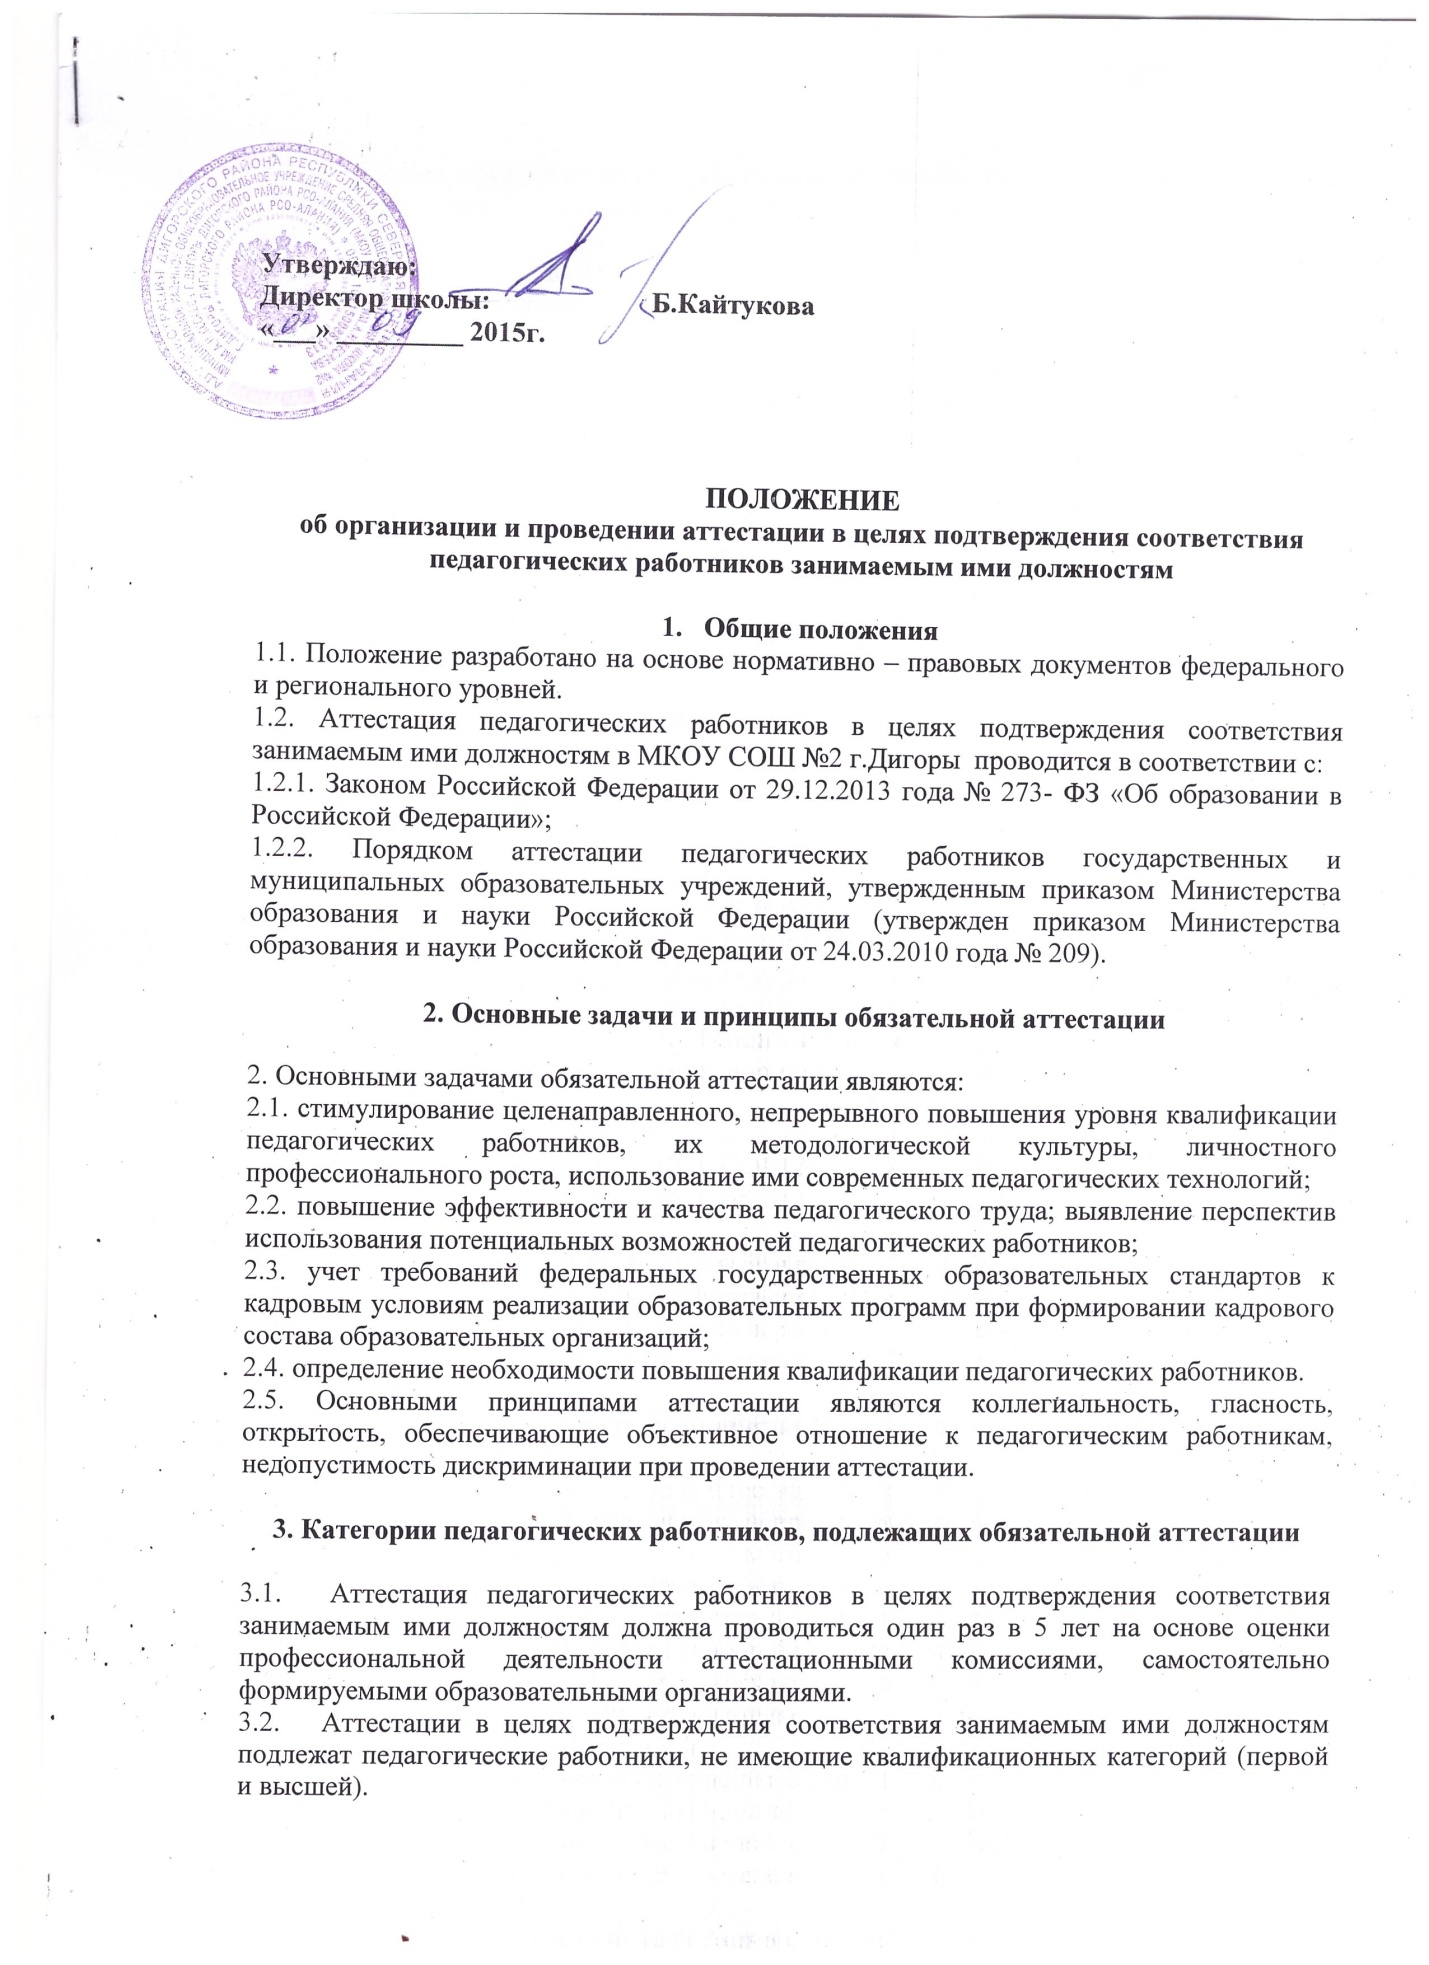 Утверждаю:
Директор школы: Б.Кайтукова
«___» 09 2015г.
ПОЛОЖЕНИЕ
об организации и проведении аттестации в целях подтверждения соответствия
педагогических работников занимаемым ими должностям
1. Общие положения
1.1. Положение разработано на основе нормативно – правовых документов федерального
и регионального уровней.
1.2. Аттестация педагогических работников в целях подтверждения соответствия
занимаемым ими должностям в МКОУ СОШ №2 г.Дигоры проводится в соответствии с:
1.2.1. Законом Российской Федерации от 29.12.2013 года № 273- ФЗ «Об образовании в
Российской Федерации»;
1.2.2. Порядком аттестации педагогических работников государственных и
муниципальных образовательных учреждений, утвержденным приказом Министерства
образования и науки Российской Федерации (утвержден приказом Министерства
образования и науки Российской Федерации от 24.03.2010 года № 209).
2. Основные задачи и принципы обязательной аттестации
2. Основными задачами обязательной аттестации являются:
2.1. стимулирование целенаправленного, непрерывного повышения уровня квалификации
педагогических работников, их методологической культуры, личностного
профессионального роста, использование ими современных педагогических технологий;
2.2. повышение эффективности и качества педагогического труда; выявление перспектив
использования потенциальных возможностей педагогических работников;
2.3. учет требований федеральных государственных образовательных стандартов к
кадровым условиям реализации образовательных программ при формировании кадрового
состава образовательных организаций;
2.4. определение необходимости повышения квалификации педагогических работников.
2.5. Основными принципами аттестации являются коллегиальность, гласность,
открытость, обеспечивающие объективное отношение к педагогическим работникам,
недопустимость дискриминации при проведении аттестации.
3. Категории педагогических работников, подлежащих обязательной аттестации
3.1. Аттестация педагогических работников в целях подтверждения соответствия
занимаемым ими должностям должна проводиться один раз в 5 лет на основе оценки
профессиональной деятельности аттестационными комиссиями, самостоятельно
формируемыми образовательными организациями.
3.2. Аттестации в целях подтверждения соответствия занимаемым ими должностям
подлежат педагогические работники, не имеющие квалификационных категорий (первой
и высшей).